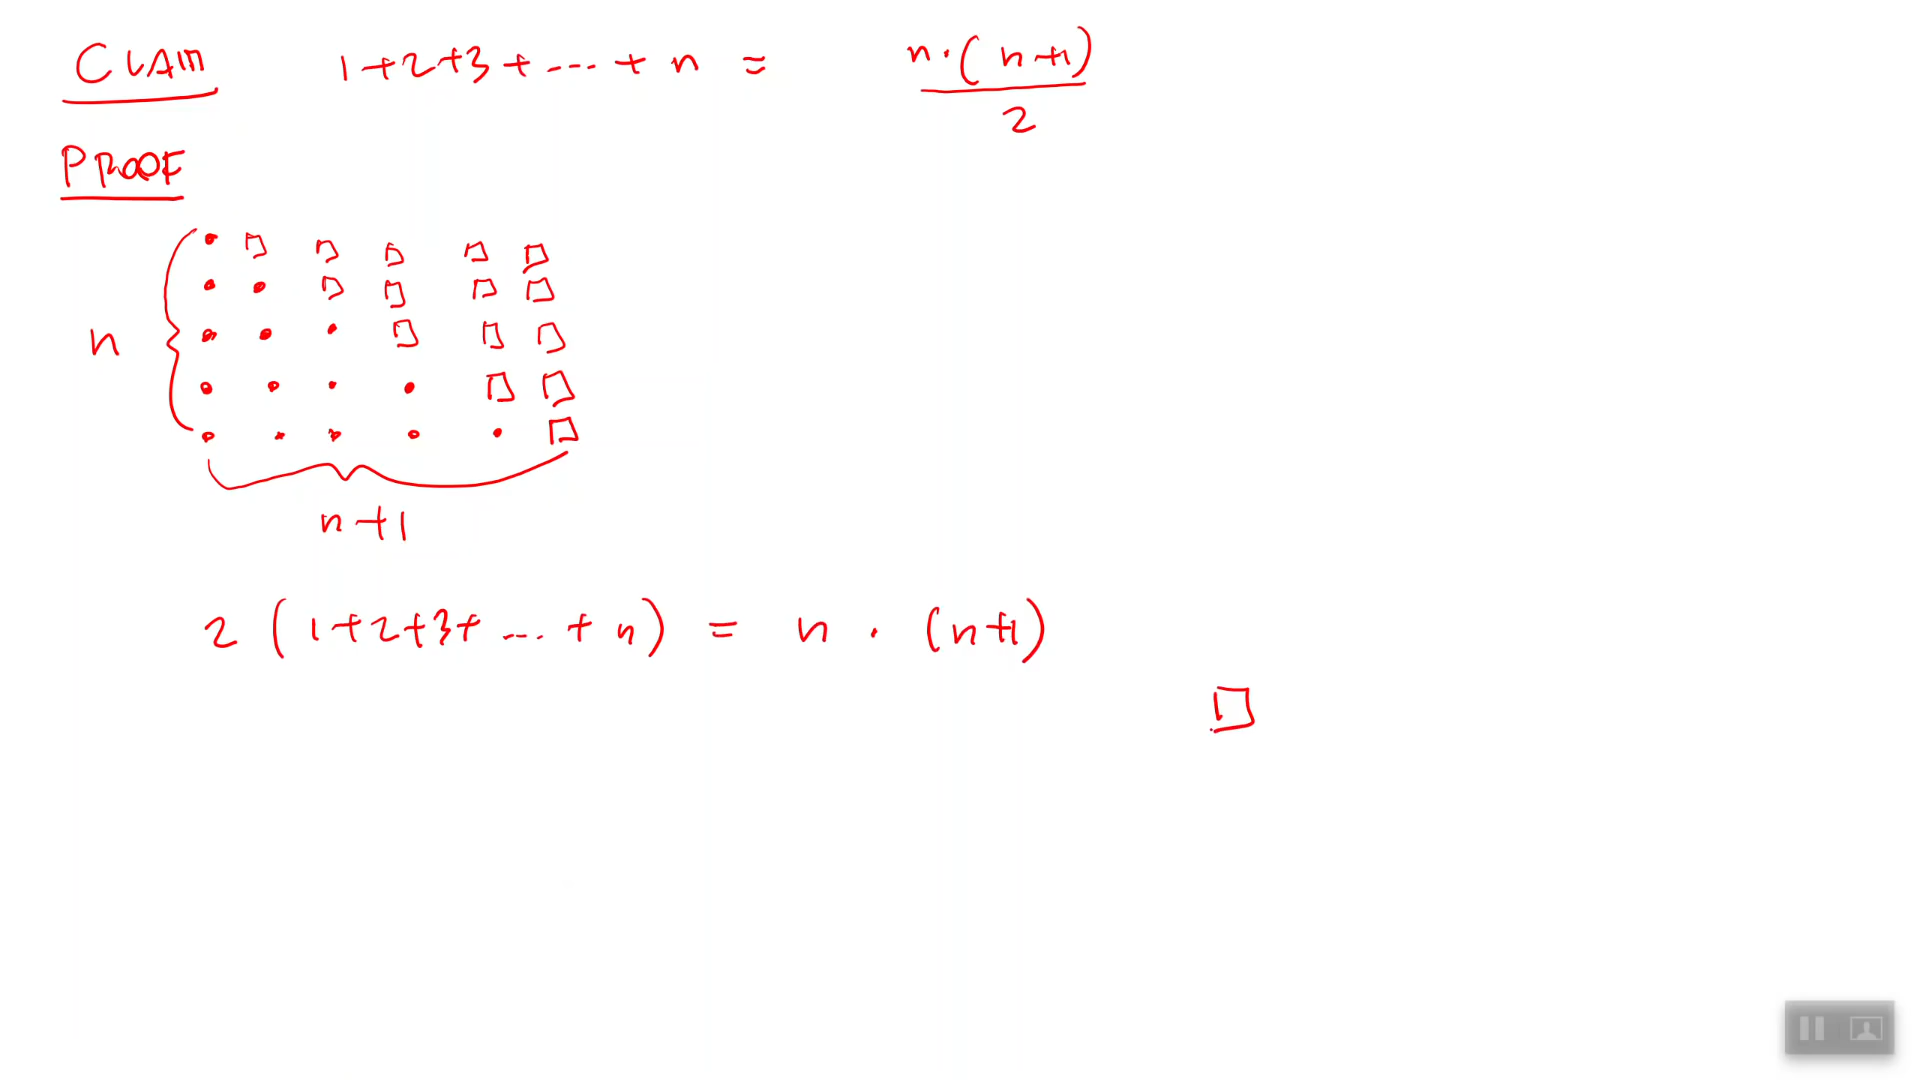 CLAIM 1+2+3+...+ n = n·(n+1)/2
PROOF
n
n+1
2 (1+2+3+ ... + n) = n · (n+1)
□